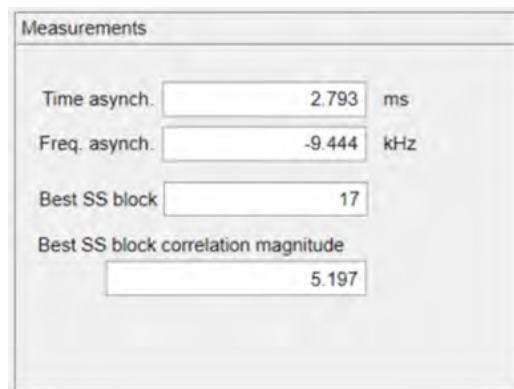 Measurements
Time asynch. 2.793 ms
Freq. asynch. -9.444 kHz
Best SS block 17
Best SS block correlation magnitude
5.197